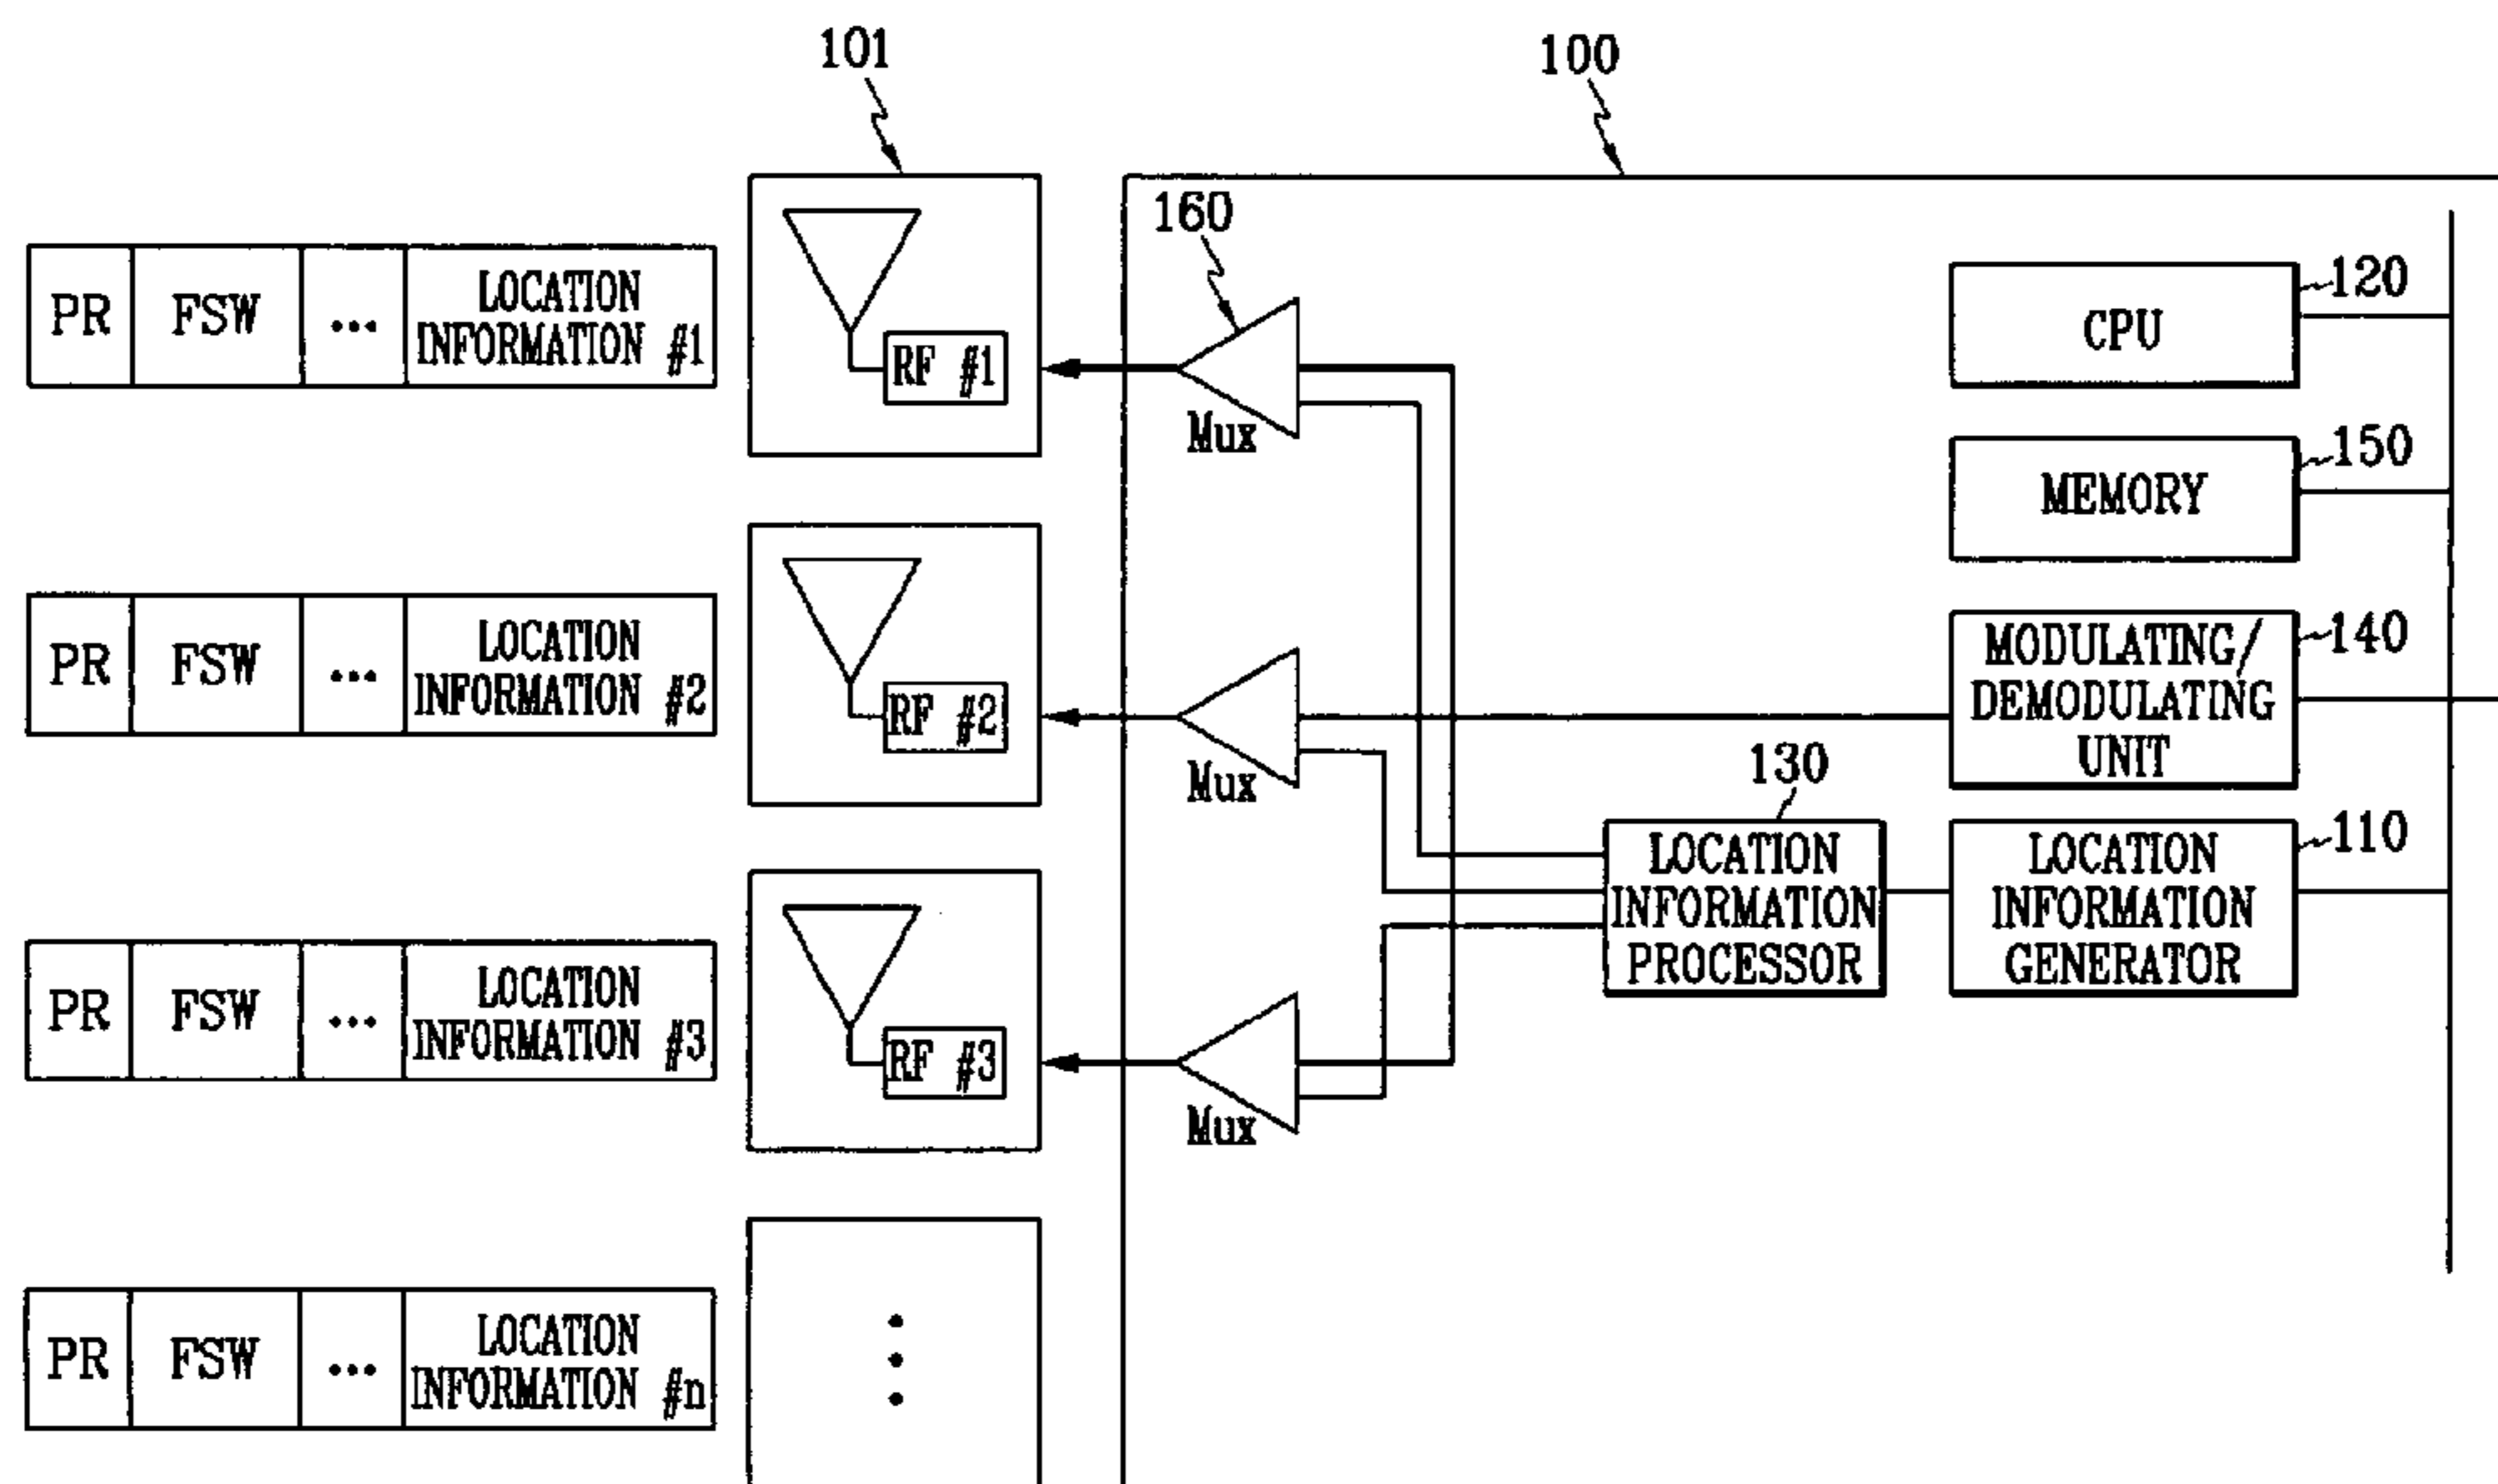 101
100
160
PR FSW ... LOCATION
INFORMATION #1
RF #1
Mux
CPU
120
MEMORY
150
PR FSW ... LOCATION
INFORMATION #2
RF #2
Mux
MODULATING/
DEMODULATING
UNIT
140
130
LOCATION
INFORMATION
PROCESSOR
LOCATION
INFORMATION
GENERATOR
110
PR FSW ... LOCATION
INFORMATION #3
RF #3
Mux
PR FSW ... LOCATION
INFORMATION #n